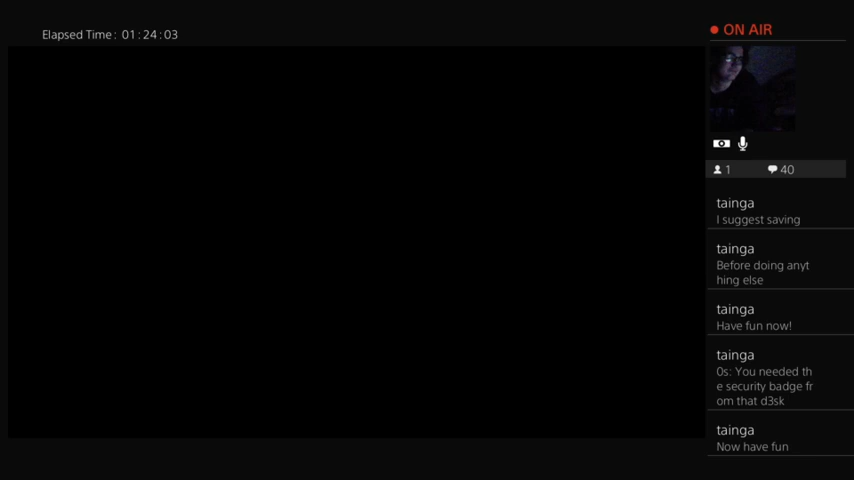 Elapsed Time: 01:24:03
ON AIR
1
40
tainga
I suggest saving
tainga
Before doing anyt
hing else
tainga
Have fun now!
tainga
0s: You needed th
e security badge fr
om that d3sk
tainga
Now have fun